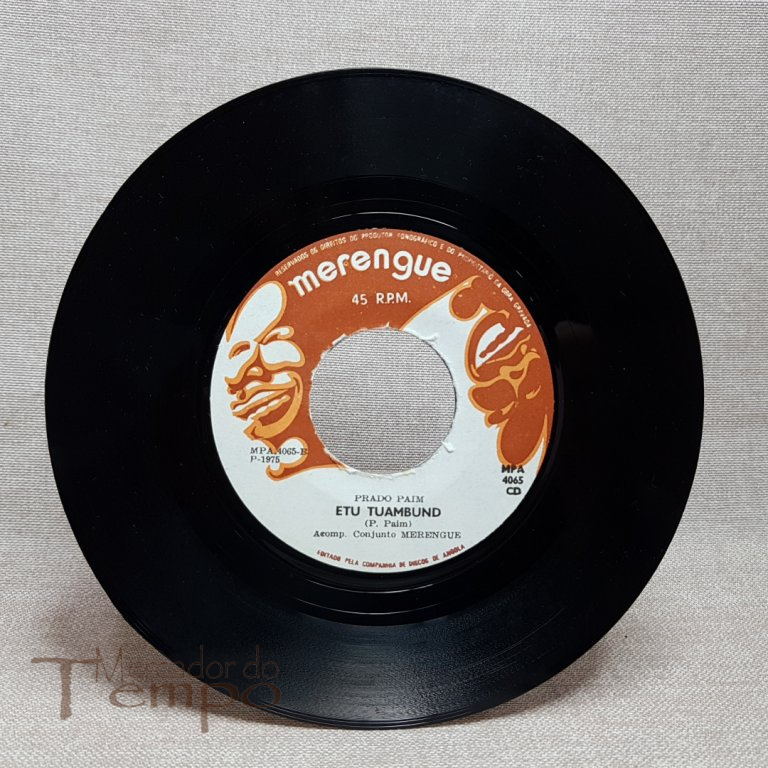 RESERVADOS OS DIREITOS DO PRODUTOR FONOGRÁFICO E DO PROPRIETÁRIO DA OBRA GRAVADA
merengue
45 R.P.M.
MPA.4065-B
P-1975
MPA
4065
CD
PRADO PAIM
ETU TUAMBUND
(P. Paim)
Acomp. Conjunto MERENGUE
EDITADO PELA COMPANHIA DE DISCOS DE ANGOLA
Mercador do
Tempo